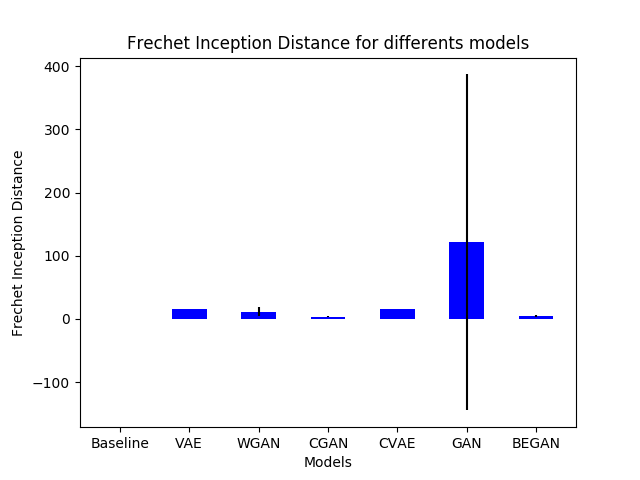 Frechet Inception Distance for differents models
400
300
200
100
0
−100
Frechet Inception Distance
Baseline VAE WGAN CGAN CVAE GAN BEGAN
Models